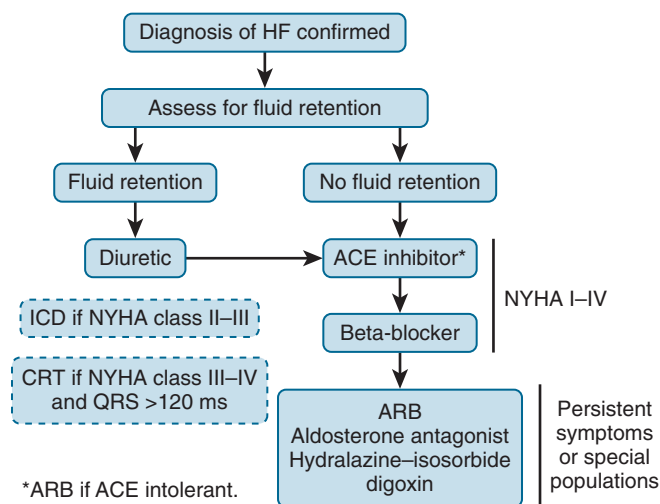 Diagnosis of HF confirmed
Assess for fluid retention
Fluid retention
No fluid retention
Diuretic
ACE inhibitor*
NYHA I–IV
ICD if NYHA class II–III
Beta-blocker
CRT if NYHA class III–IV
and QRS >120 ms
ARB
Aldosterone antagonist
Hydralazine–isosorbide
digoxin
Persistent
symptoms
or special
populations
*ARB if ACE intolerant.